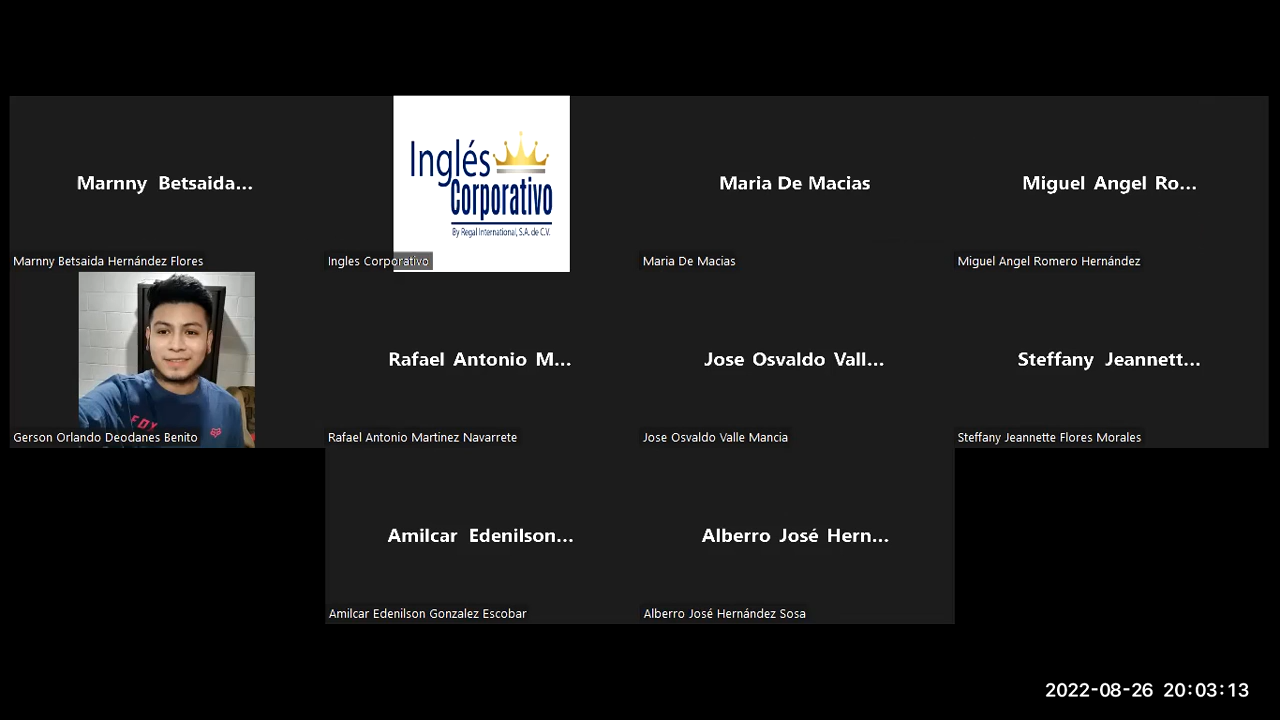 Marnny Betsaida...
Marnny Betsaida Hernández Flores
Inglés
Corporativo
By Regal International, S.A. de C.V.
Ingles Corporativo
Maria De Macias
Maria De Macias
Miguel Angel Ro...
Miguel Angel Romero Hernández
FOX
Gerson Orlando Deodanes Benito
Rafael Antonio M...
Rafael Antonio Martinez Navarrete
Jose Osvaldo Vall...
Jose Osvaldo Valle Mancia
Steffany Jeannett...
Steffany Jeannette Flores Morales
Amilcar Edenilson...
Amilcar Edenilson Gonzalez Escobar
Alberro José Hern...
Alberro José Hernández Sosa
2022-08-26 20:03:13